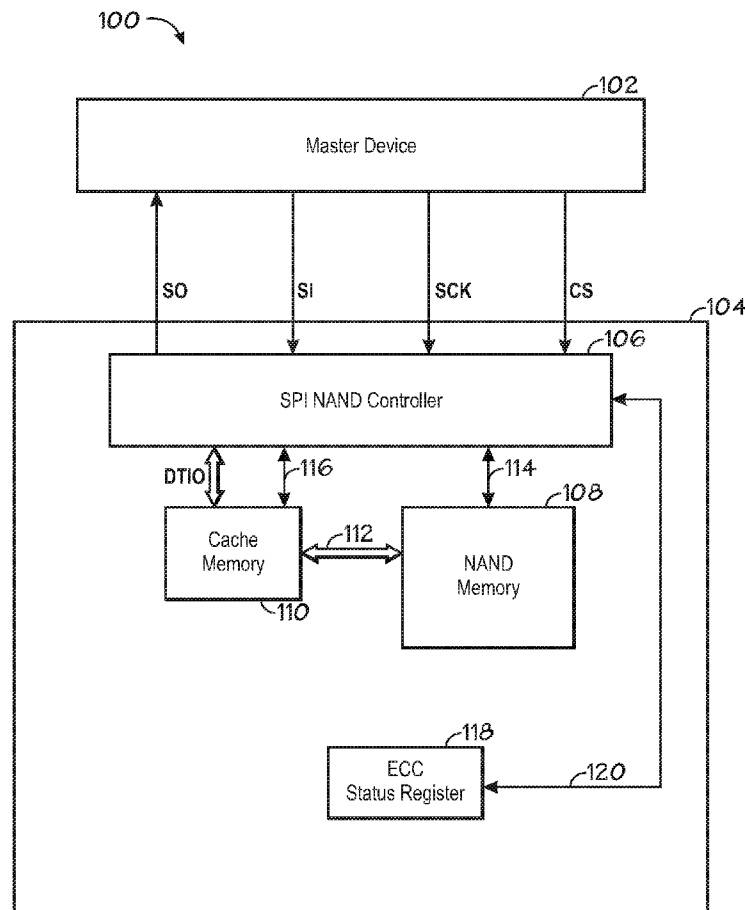 100
102
Master Device
SO
SI
SCK
CS
104
106
SPI NAND Controller
DTIO
116
114
108
Cache
Memory
112
NAND
Memory
110
118
ECC
Status Register
120